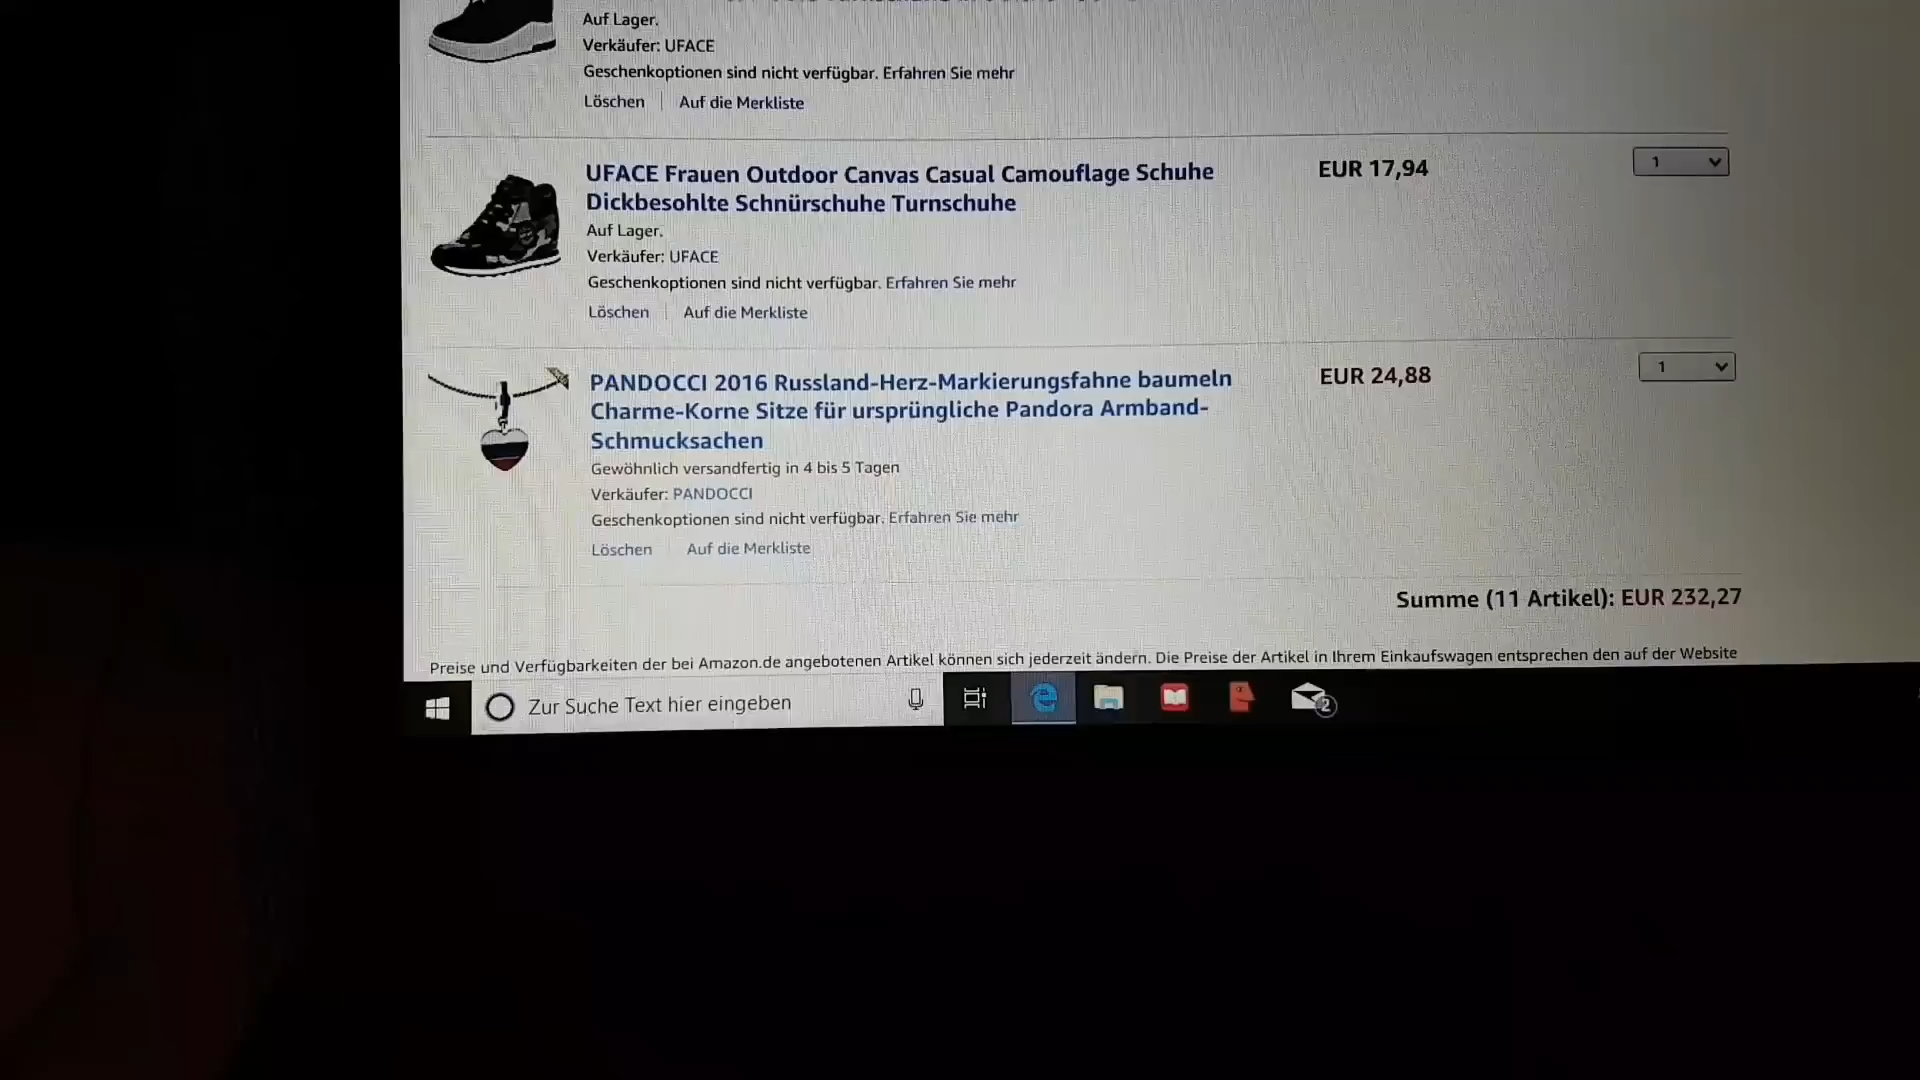 Auf Lager.
Verkäufer: UFACE
Geschenkoptionen sind nicht verfügbar. Erfahren Sie mehr
Löschen Auf die Merkliste
UFACE Frauen Outdoor Canvas Casual Camouflage Schuhe EUR 17,94 1
Dickbesohlte Schnürschuhe Turnschuhe
Auf Lager.
Verkäufer: UFACE
Geschenkoptionen sind nicht verfügbar. Erfahren Sie mehr
Löschen Auf die Merkliste
PANDOCCI 2016 Russland-Herz-Markierungsfahne baumeln EUR 24,88 1
Charme-Korne Sitze für ursprüngliche Pandora Armband-
Schmucksachen
Gewöhnlich versandfertig in 4 bis 5 Tagen
Verkäufer: PANDOCCI
Geschenkoptionen sind nicht verfügbar. Erfahren Sie mehr
Löschen Auf die Merkliste
Summe (11 Artikel): EUR 232,27
Preise und Verfügbarkeiten der bei Amazon.de angebotenen Artikel können sich jederzeit ändern. Die Preise der Artikel in Ihrem Einkaufswagen entsprechen den auf der Website
Zur Suche Text hier eingeben 2